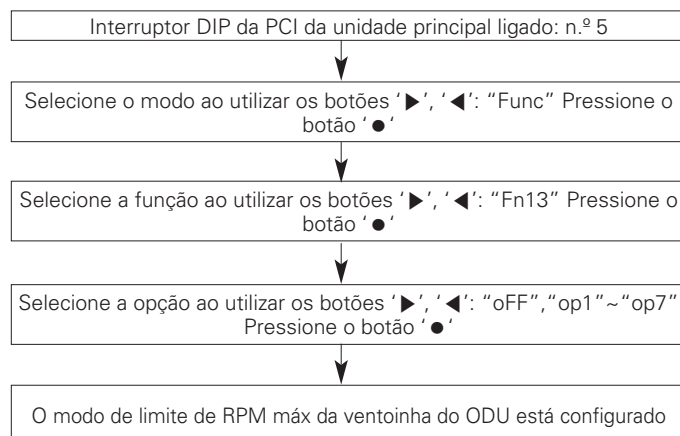 Interruptor DIP da PCI da unidade principal ligado: n.º 5
Selecione o modo ao utilizar os botões ‘▶’, ‘◀’: “Func” Pressione o
botão ‘●‘
Selecione a função ao utilizar os botões ‘▶’, ‘◀’: “Fn13” Pressione o
botão ‘●‘
Selecione a opção ao utilizar os botões ‘▶’, ‘◀’: “oFF”,“op1”~“op7”
Pressione o botão ‘●‘
O modo de limite de RPM máx da ventoinha do ODU está configurado